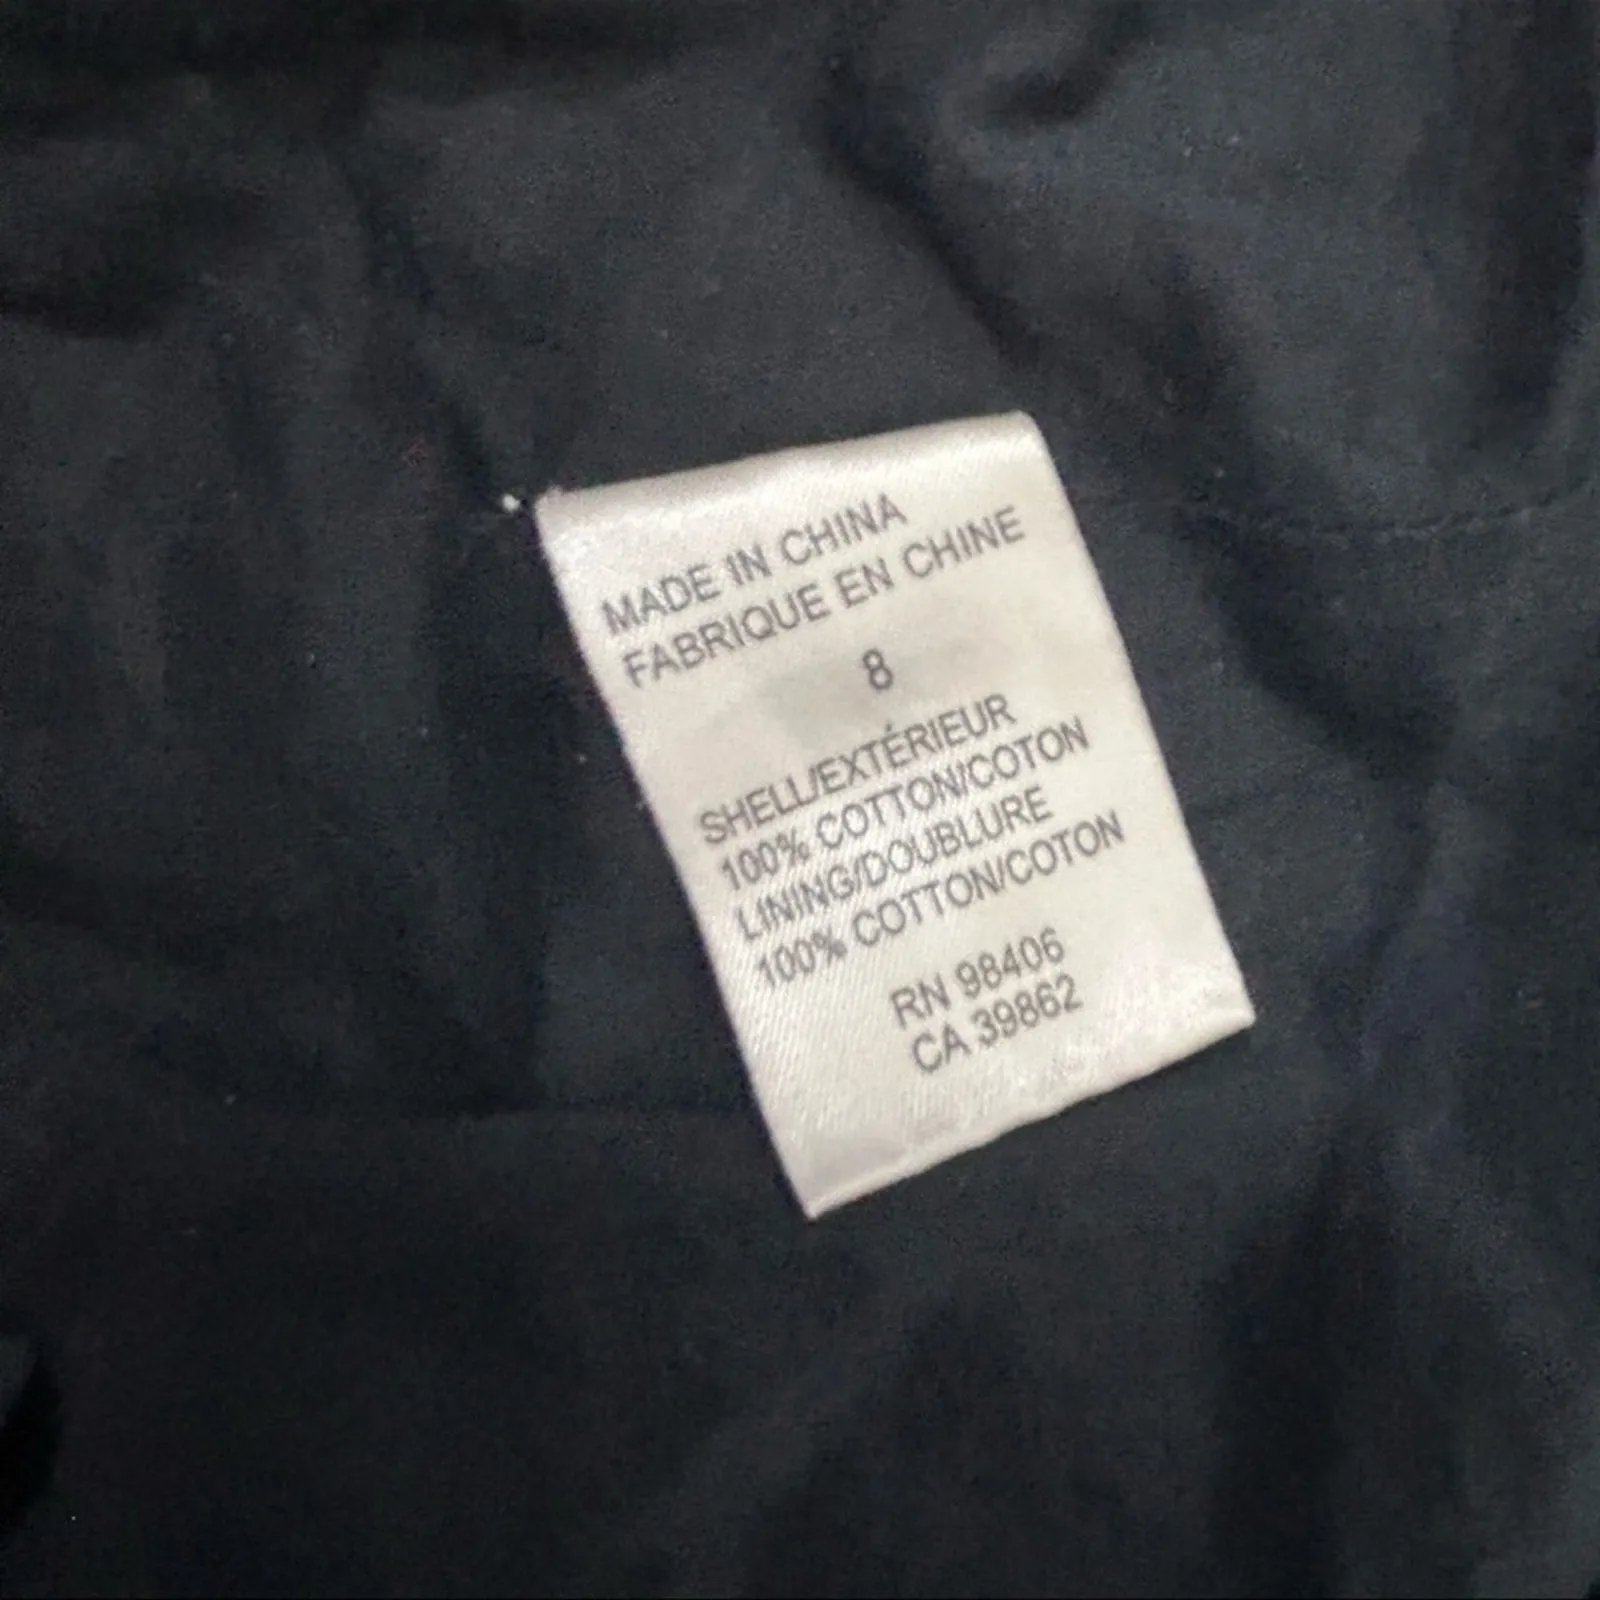 MADE IN CHINA
FABRIQUE EN CHINE
8
SHELL/EXTÉRIEUR
100% COTTON/COTON
LINING/DOUBLURE
100% COTTON/COTON
RN 98406
CA 39862